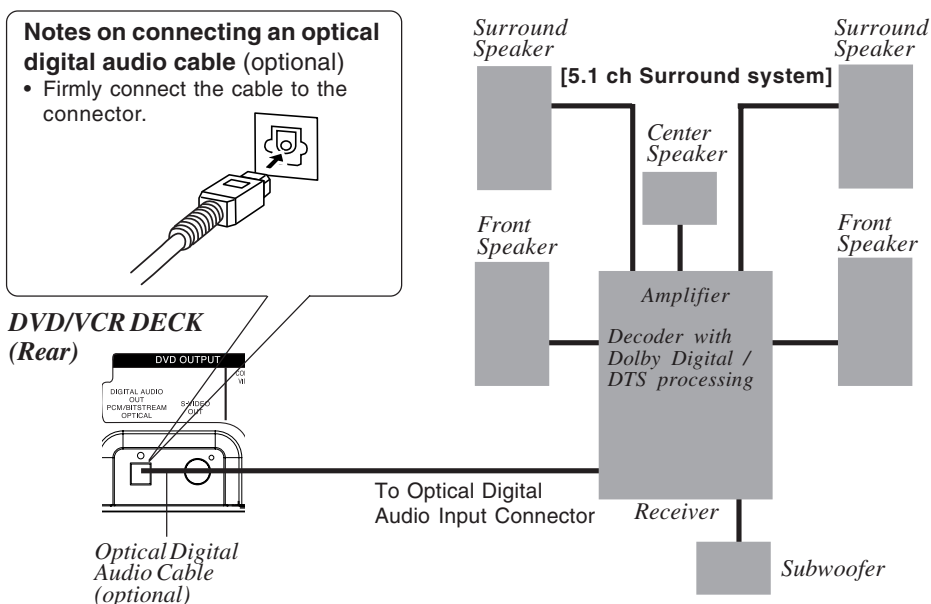 Notes on connecting an optical
digital audio cable (optional)
• Firmly connect the cable to the
connector.
DVD/VCR DECK
(Rear)
DVD OUTPUT
DIGITAL AUDIO
OUT
PCM/BITSTREAM
OPTICAL
S-VIDEO
OUT
Optical Digital
Audio Cable
(optional)
To Optical Digital
Audio Input Connector
Surround
Speaker
[5.1 ch Surround system]
Surround
Speaker
Center
Speaker
Front
Speaker
Front
Speaker
Amplifier
Decoder with
Dolby Digital /
DTS processing
Receiver
Subwoofer